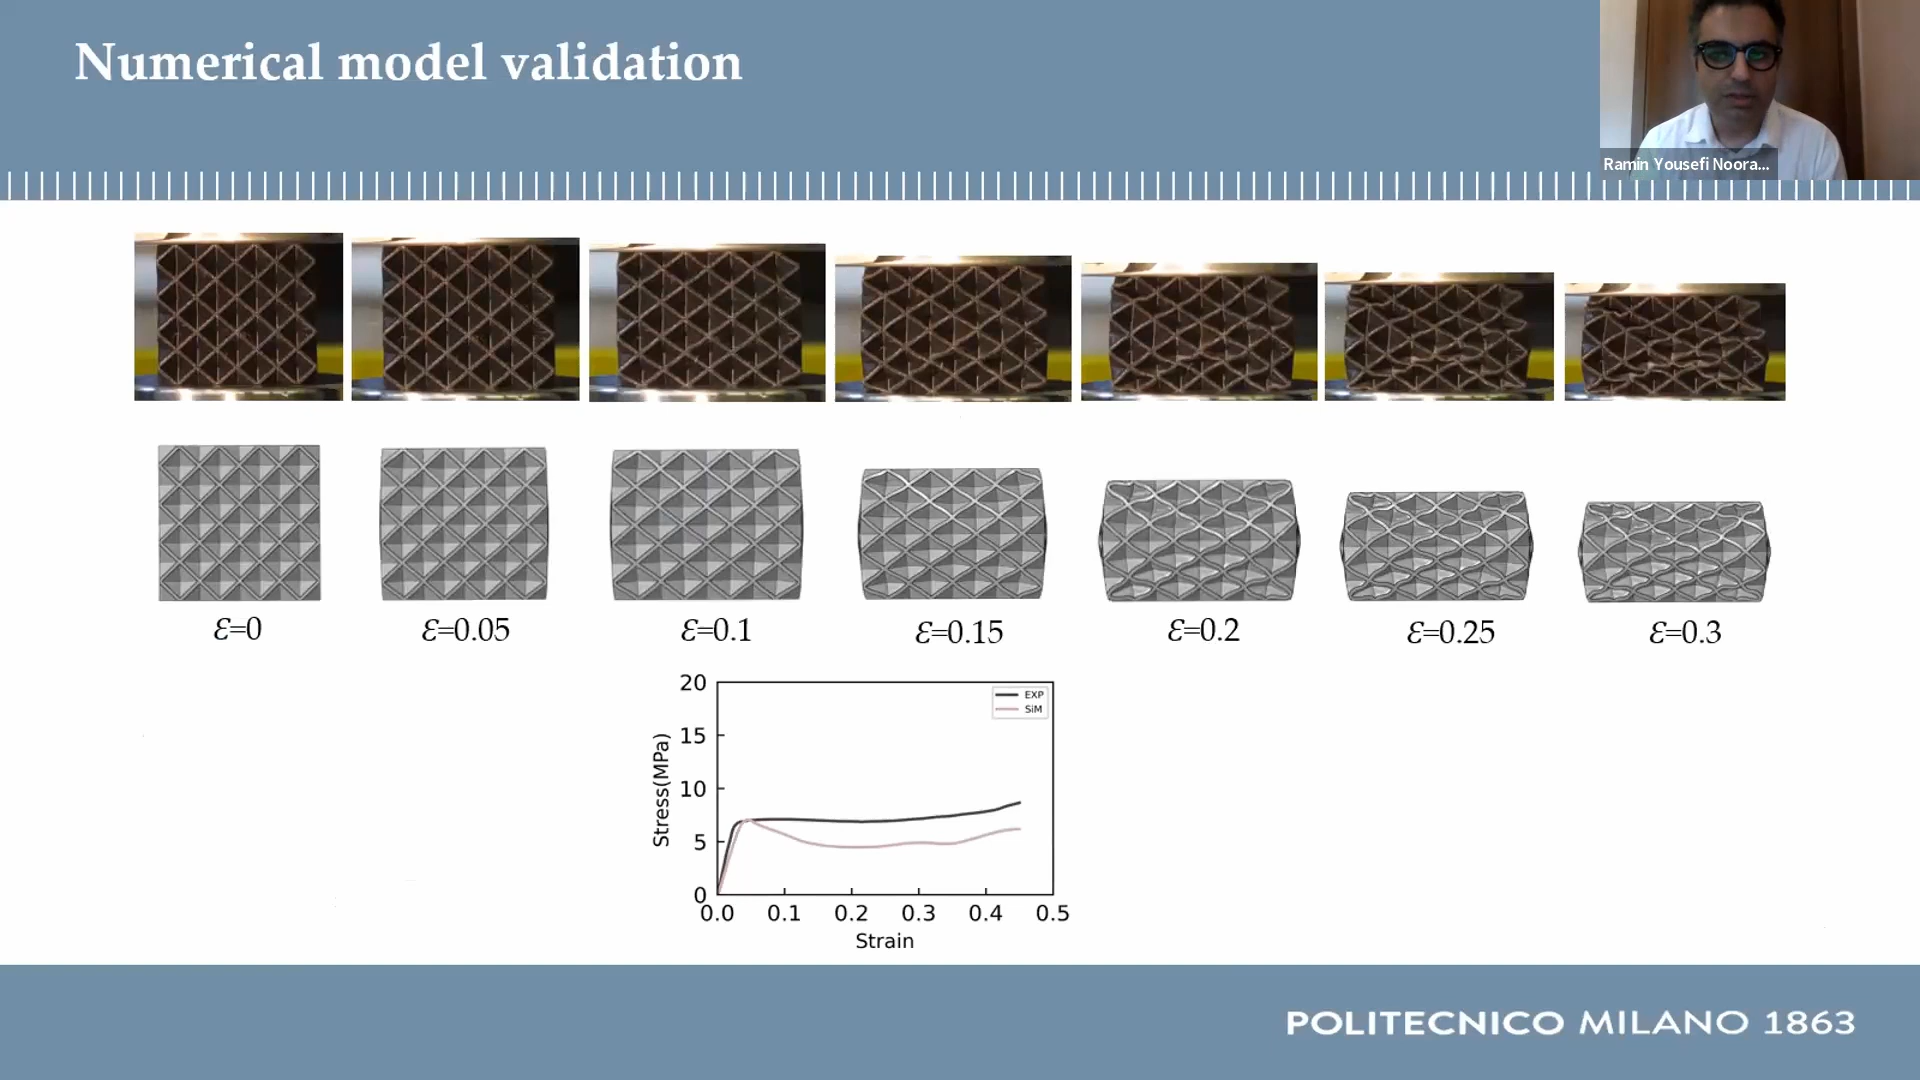 Numerical model validation
Ramin Yousefi Noora...
ε=0
ε=0.05
ε=0.1
ε=0.15
ε=0.2
ε=0.25
ε=0.3
20
15
10
5
0
Stress(MPa)
EXP
SiM
0.0
0.1
0.2
0.3
0.4
0.5
Strain
POLITECNICO MILANO 1863